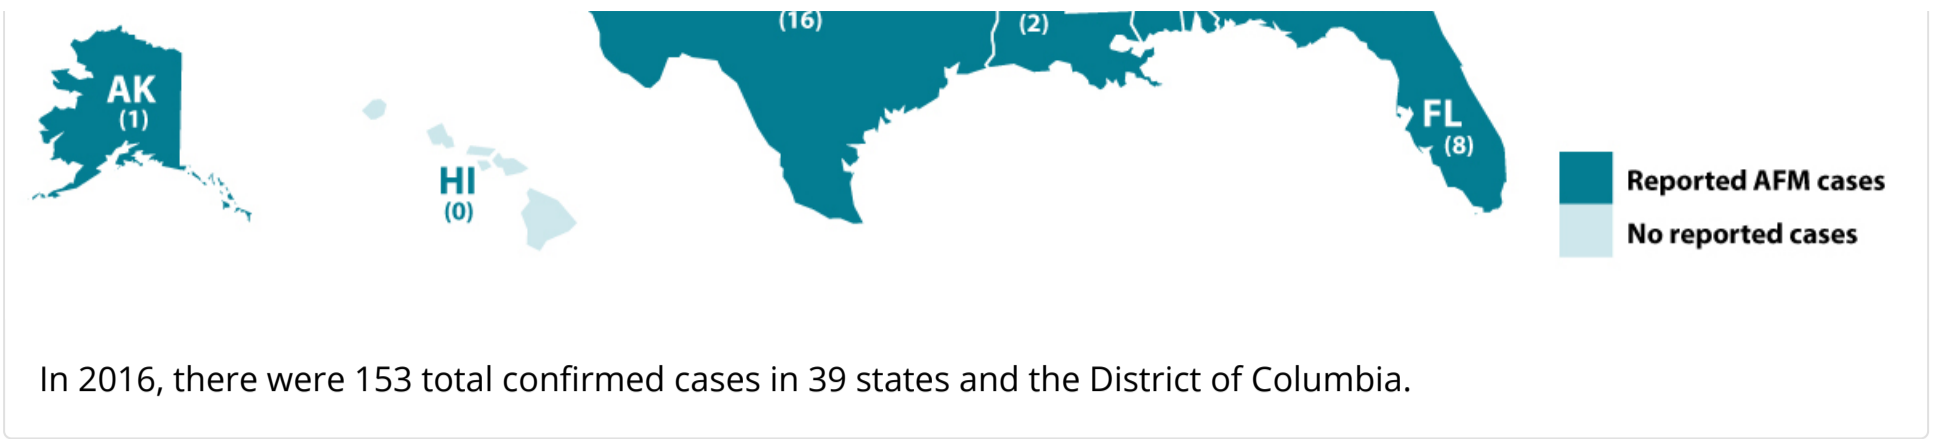 (16)
(2)
AK
(1)
FL
(8)
HI
(0)
Reported AFM cases
No reported cases
In 2016, there were 153 total confirmed cases in 39 states and the District of Columbia.